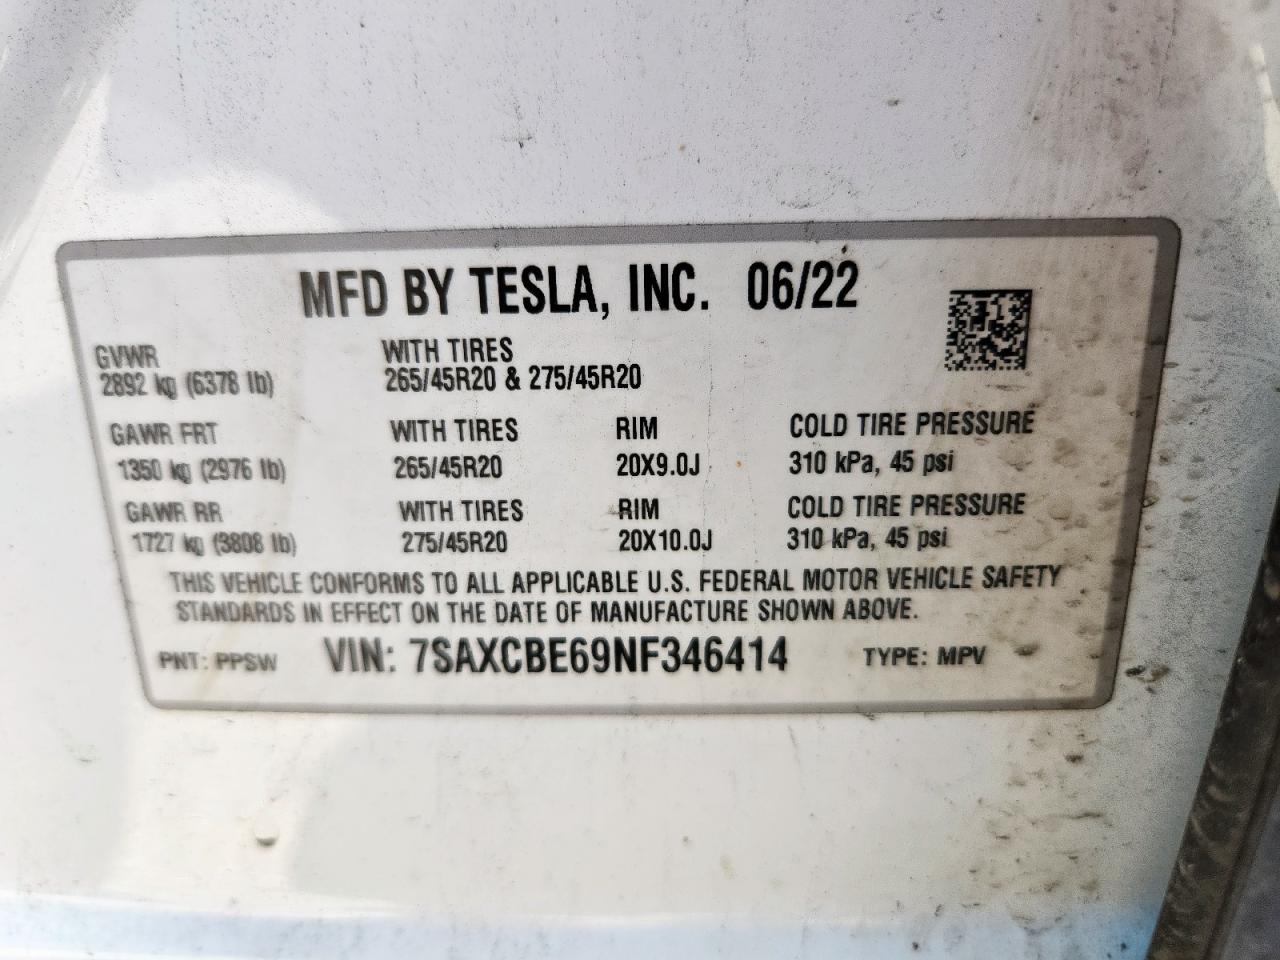 MFD BY TESLA, INC. 06/22
GVWR WITH TIRES
2892 kg (6378 lb) 265/45R20 & 275/45R20
GAWR FRT WITH TIRES RIM COLD TIRE PRESSURE
1350 kg (2976 lb) 265/45R20 20X9.0J 310 kPa, 45 psi
GAWR RR WITH TIRES RIM COLD TIRE PRESSURE
1727 kg (3808 lb) 275/45R20 20X10.0J 310 kPa, 45 psi
THIS VEHICLE CONFORMS TO ALL APPLICABLE U.S. FEDERAL MOTOR VEHICLE SAFETY
STANDARDS IN EFFECT ON THE DATE OF MANUFACTURE SHOWN ABOVE.
PNT: PPSW VIN: 7SAXCBE69NF346414 TYPE: MPV